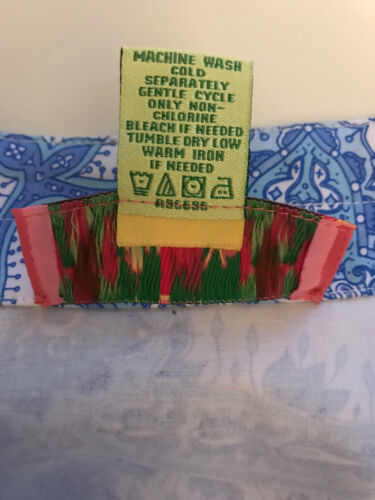 MACHINE WASH
COLD
SEPARATELY
GENTLE CYCLE
ONLY NON-
CHLORINE
BLEACH IF NEEDED
TUMBLE DRY LOW
WARM IRON
IF NEEDED